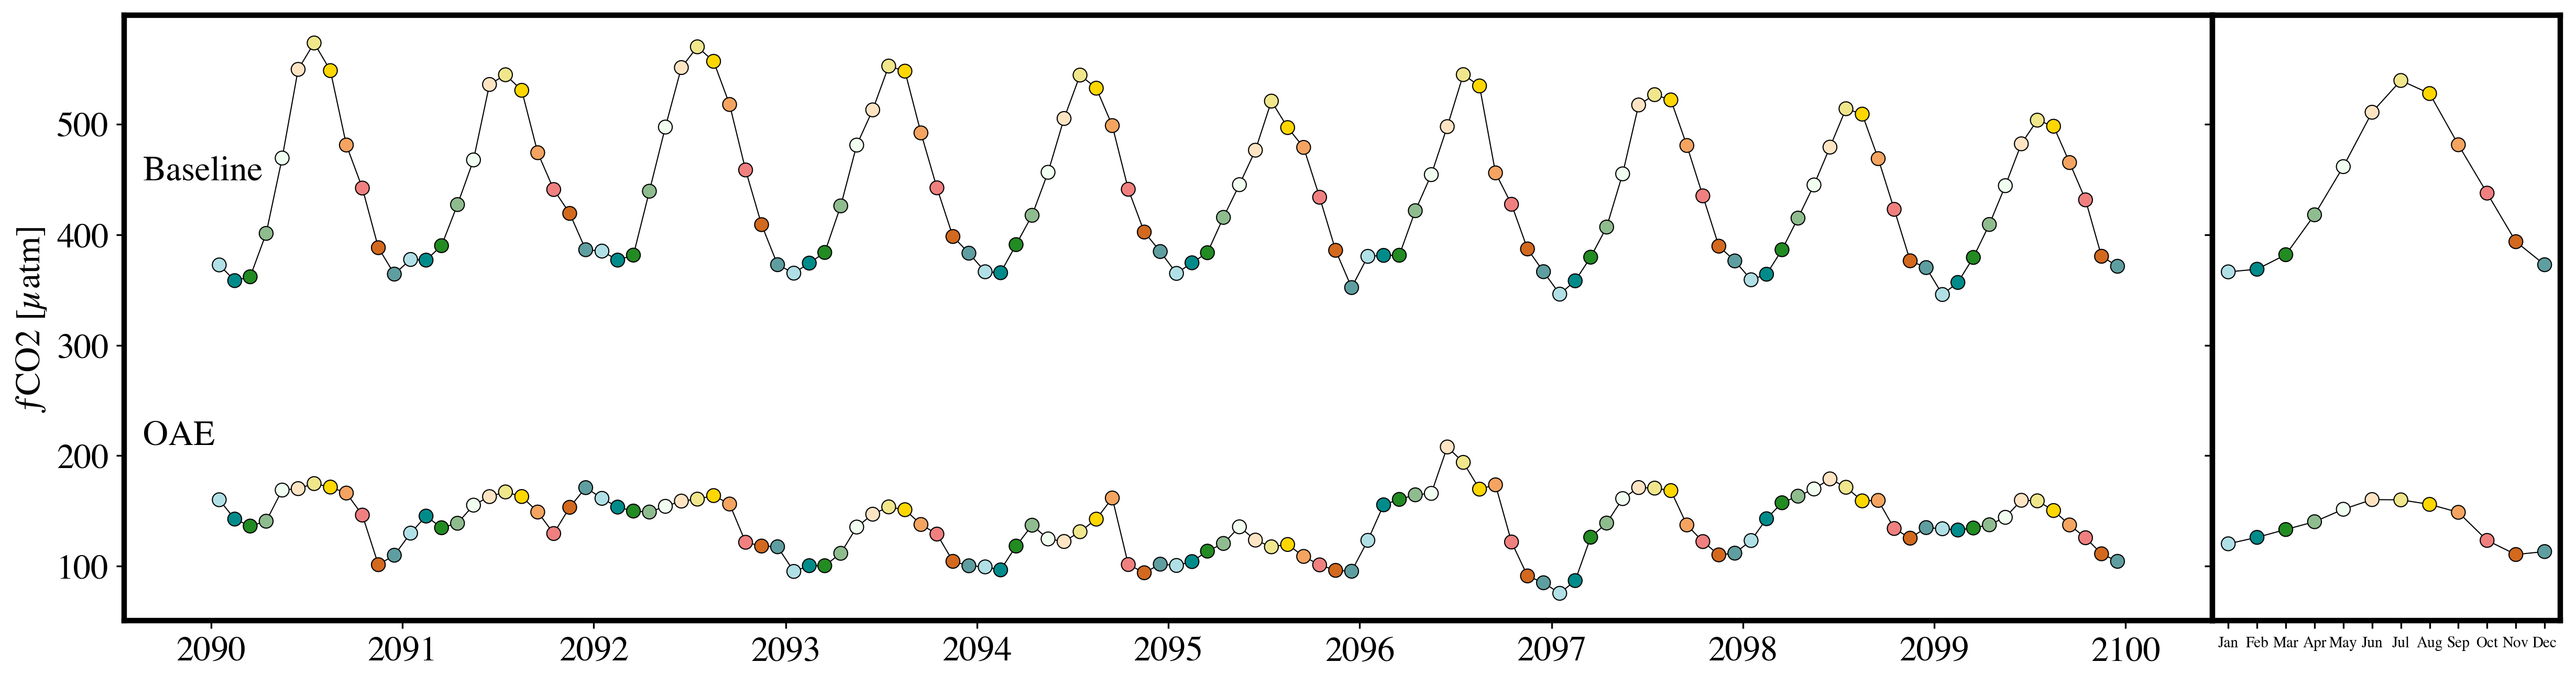 fCO2 [μatm]
500
400
300
200
100
Baseline
OAE
2090 2091 2092 2093 2094 2095 2096 2097 2098 2099 2100
Jan Feb Mar Apr May Jun Jul Aug Sep Oct Nov Dec